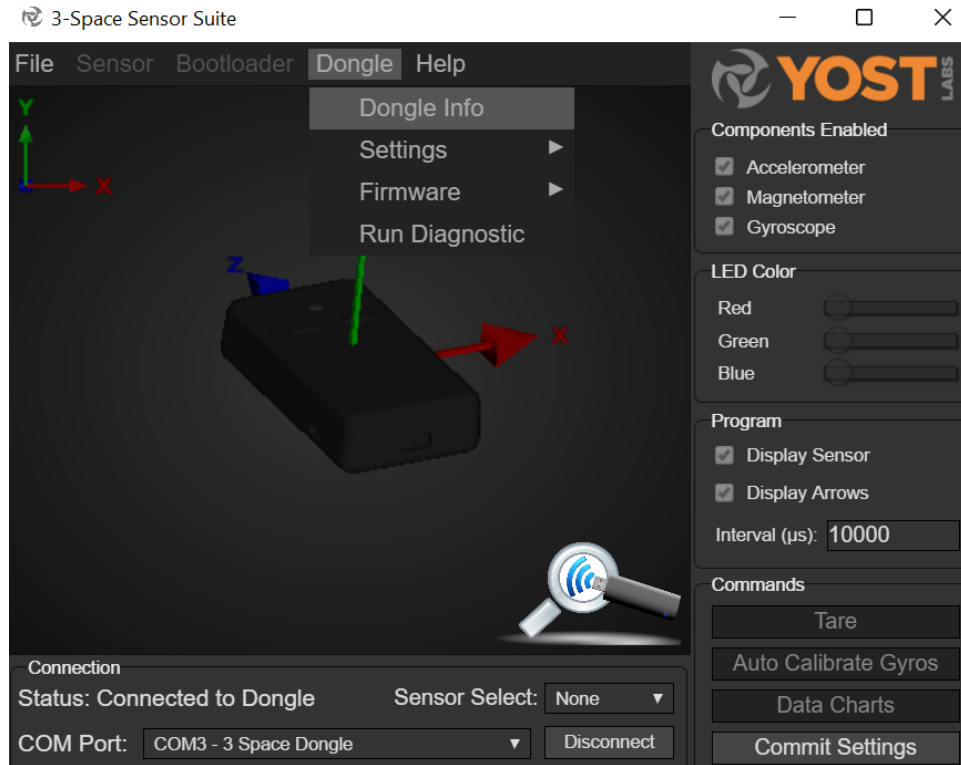 3-Space Sensor Suite
File Sensor Bootloader Dongle Help
Dongle Info
Settings
Firmware
Run Diagnostic
Y
X
Z
X
YOST LABS
Components Enabled
Accelerometer
Magnetometer
Gyroscope
LED Color
Red
Green
Blue
Program
Display Sensor
Display Arrows
Interval (µs): 10000
Commands
Tare
Auto Calibrate Gyros
Data Charts
Commit Settings
Connection
Status: Connected to Dongle Sensor Select: None
COM Port: COM3 - 3 Space Dongle Disconnect